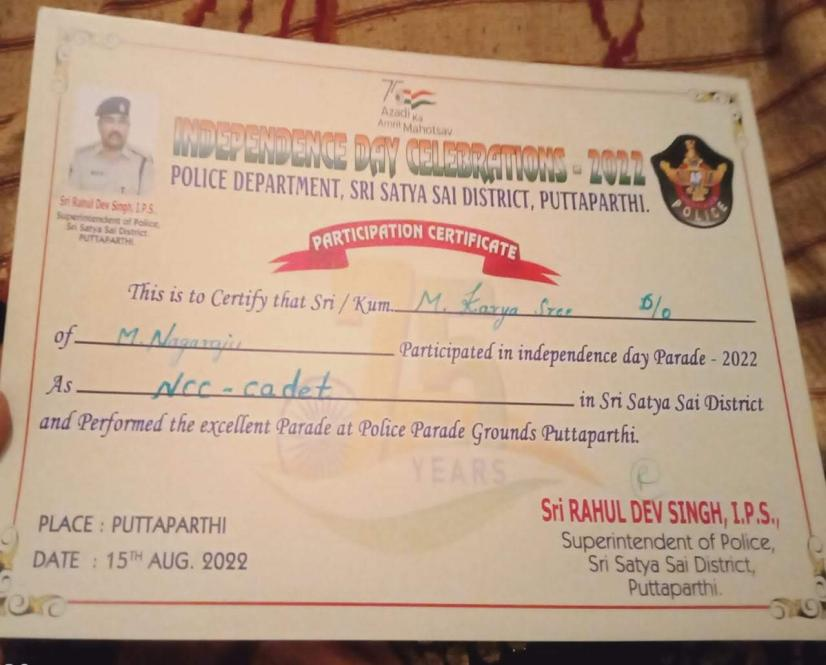 75
Azadi Ka
Amrit Mahotsav
INDEPENDENCE DAY CELEBRATIONS - 2022
POLICE DEPARTMENT, SRI SATYA SAI DISTRICT, PUTTAPARTHI.
POLICE
Sri Rahul Dev Singh, I.P.S.,
Superintendent of Police,
Sri Satya Sai District.
PUTTAPARTHI.
PARTICIPATION CERTIFICATE
This is to Certify that Sri / Kum. M. Karya Sree D/o
of M. Nagaraju Participated in independence day Parade - 2022
As NCC - cadet in Sri Satya Sai District
and Performed the excellent Parade at Police Parade Grounds Puttaparthi.
75
YEARS
PLACE : PUTTAPARTHI
DATE : 15TH AUG. 2022
Sri RAHUL DEV SINGH, I.P.S.,
Superintendent of Police,
Sri Satya Sai District,
Puttaparthi.